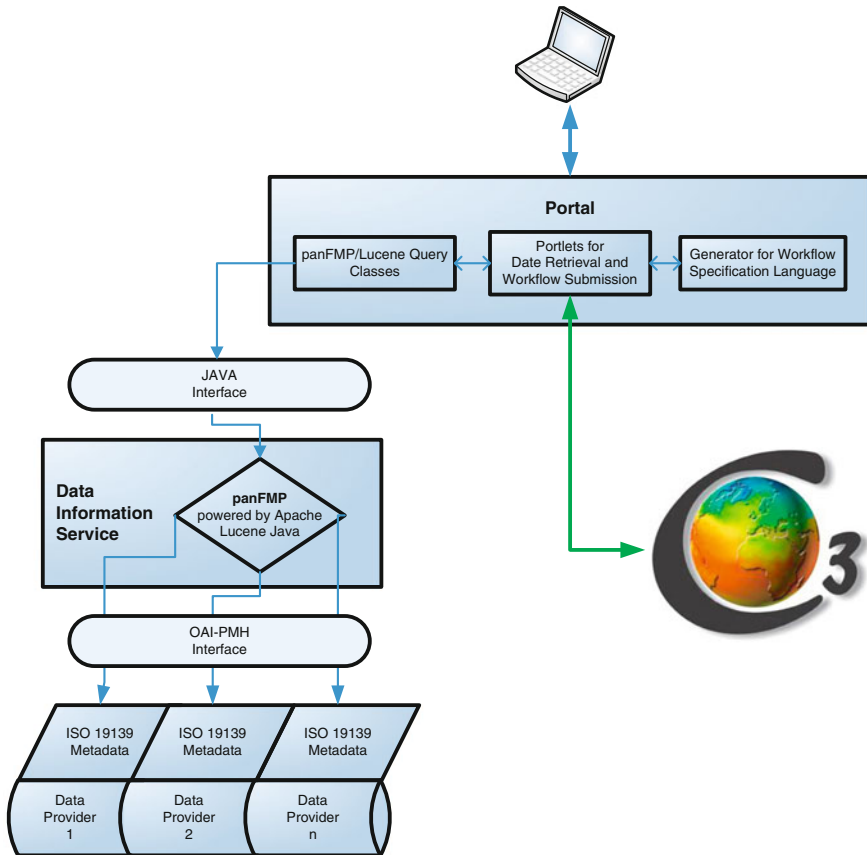 Portal
panFMP/Lucene Query
Classes
Portlets for
Date Retrieval and
Workflow Submission
Generator for Workflow
Specification Language
JAVA
Interface
Data
Information
Service
panFMP
powered by Apache
Lucene Java
C3
OAI-PMH
Interface
ISO 19139
Metadata
ISO 19139
Metadata
ISO 19139
Metadata
Data
Provider
1
Data
Provider
2
Data
Provider
n